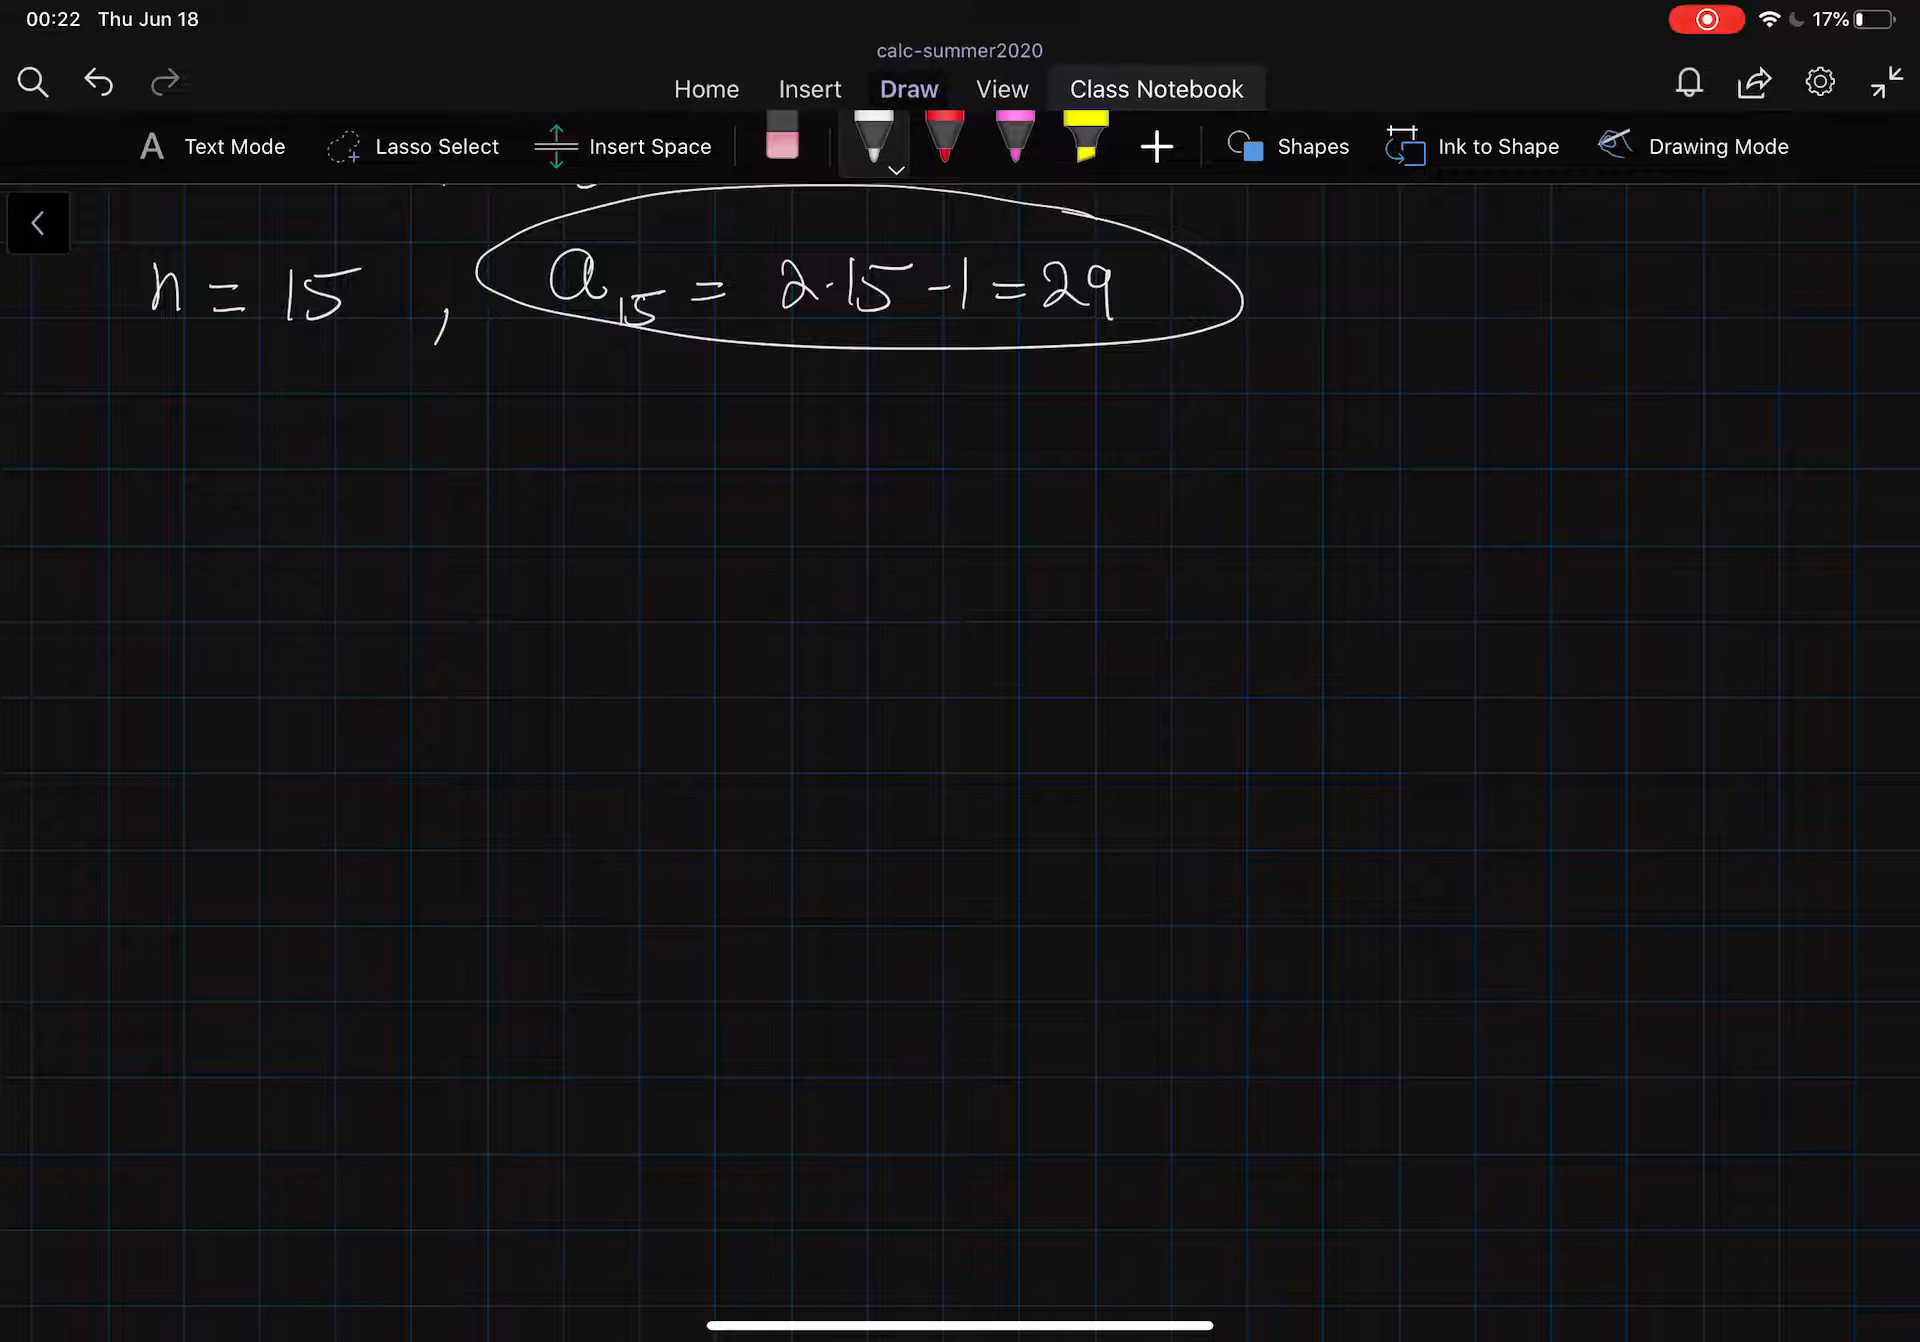 00:22 Thu Jun 18 17%
calc-summer2020
Home Insert Draw View Class Notebook
A Text Mode Lasso Select Insert Space Shapes Ink to Shape Drawing Mode
n = 15 , a₁₅ = 2·15 -1 = 29